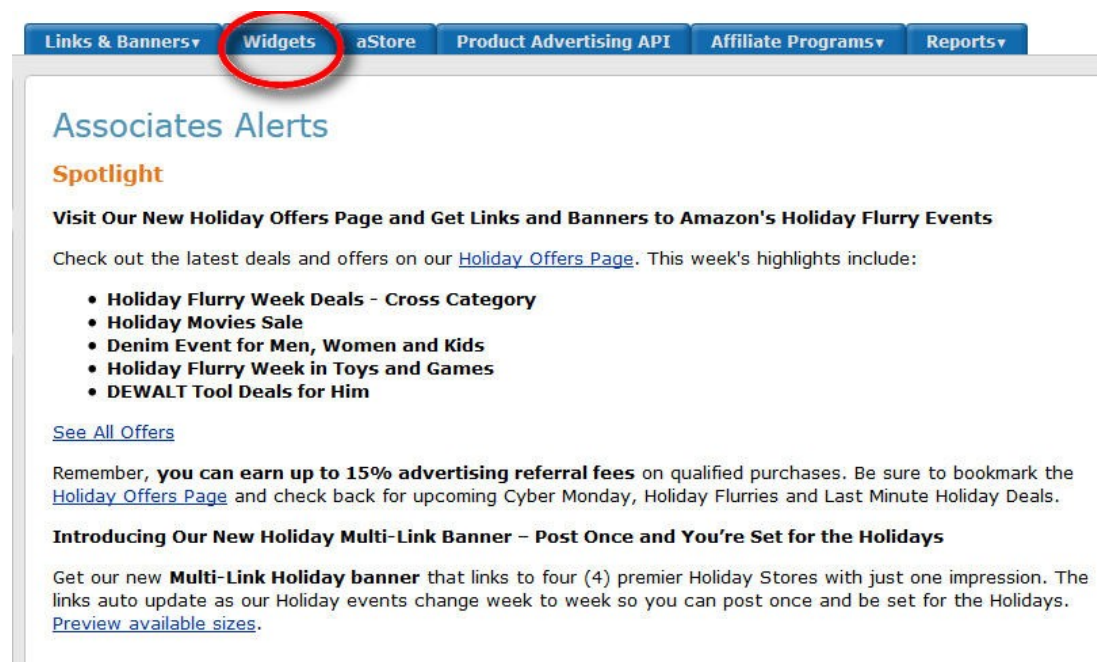 Links & Banners▾ Widgets aStore Product Advertising API Affiliate Programs▾ Reports▾
Associates Alerts
Spotlight
Visit Our New Holiday Offers Page and Get Links and Banners to Amazon's Holiday Flurry Events
Check out the latest deals and offers on our Holiday Offers Page. This week's highlights include:
• Holiday Flurry Week Deals - Cross Category
• Holiday Movies Sale
• Denim Event for Men, Women and Kids
• Holiday Flurry Week in Toys and Games
• DEWALT Tool Deals for Him
See All Offers
Remember, you can earn up to 15% advertising referral fees on qualified purchases. Be sure to bookmark the
Holiday Offers Page and check back for upcoming Cyber Monday, Holiday Flurries and Last Minute Holiday Deals.
Introducing Our New Holiday Multi-Link Banner – Post Once and You’re Set for the Holidays
Get our new Multi-Link Holiday banner that links to four (4) premier Holiday Stores with just one impression. The
links auto update as our Holiday events change week to week so you can post once and be set for the Holidays.
Preview available sizes.